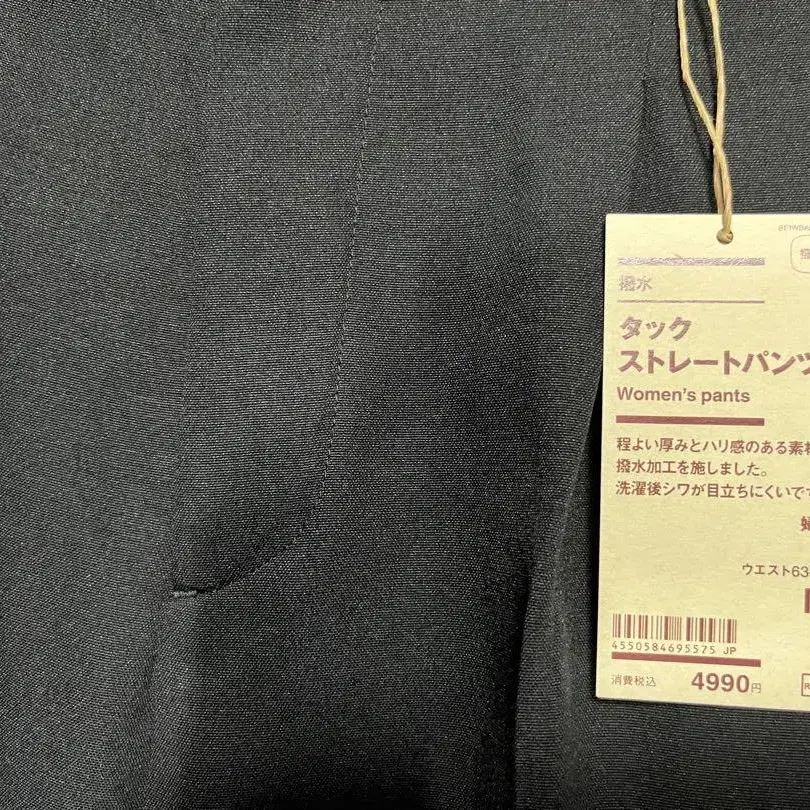 撥水
タック
ストレートパンツ
Women's pants
程よい厚みとハリ感のある素材
撥水加工を施しました。
洗濯後シワが目立ちにくいです
ウエスト63
4550584695575 JP
消費税込 4990円